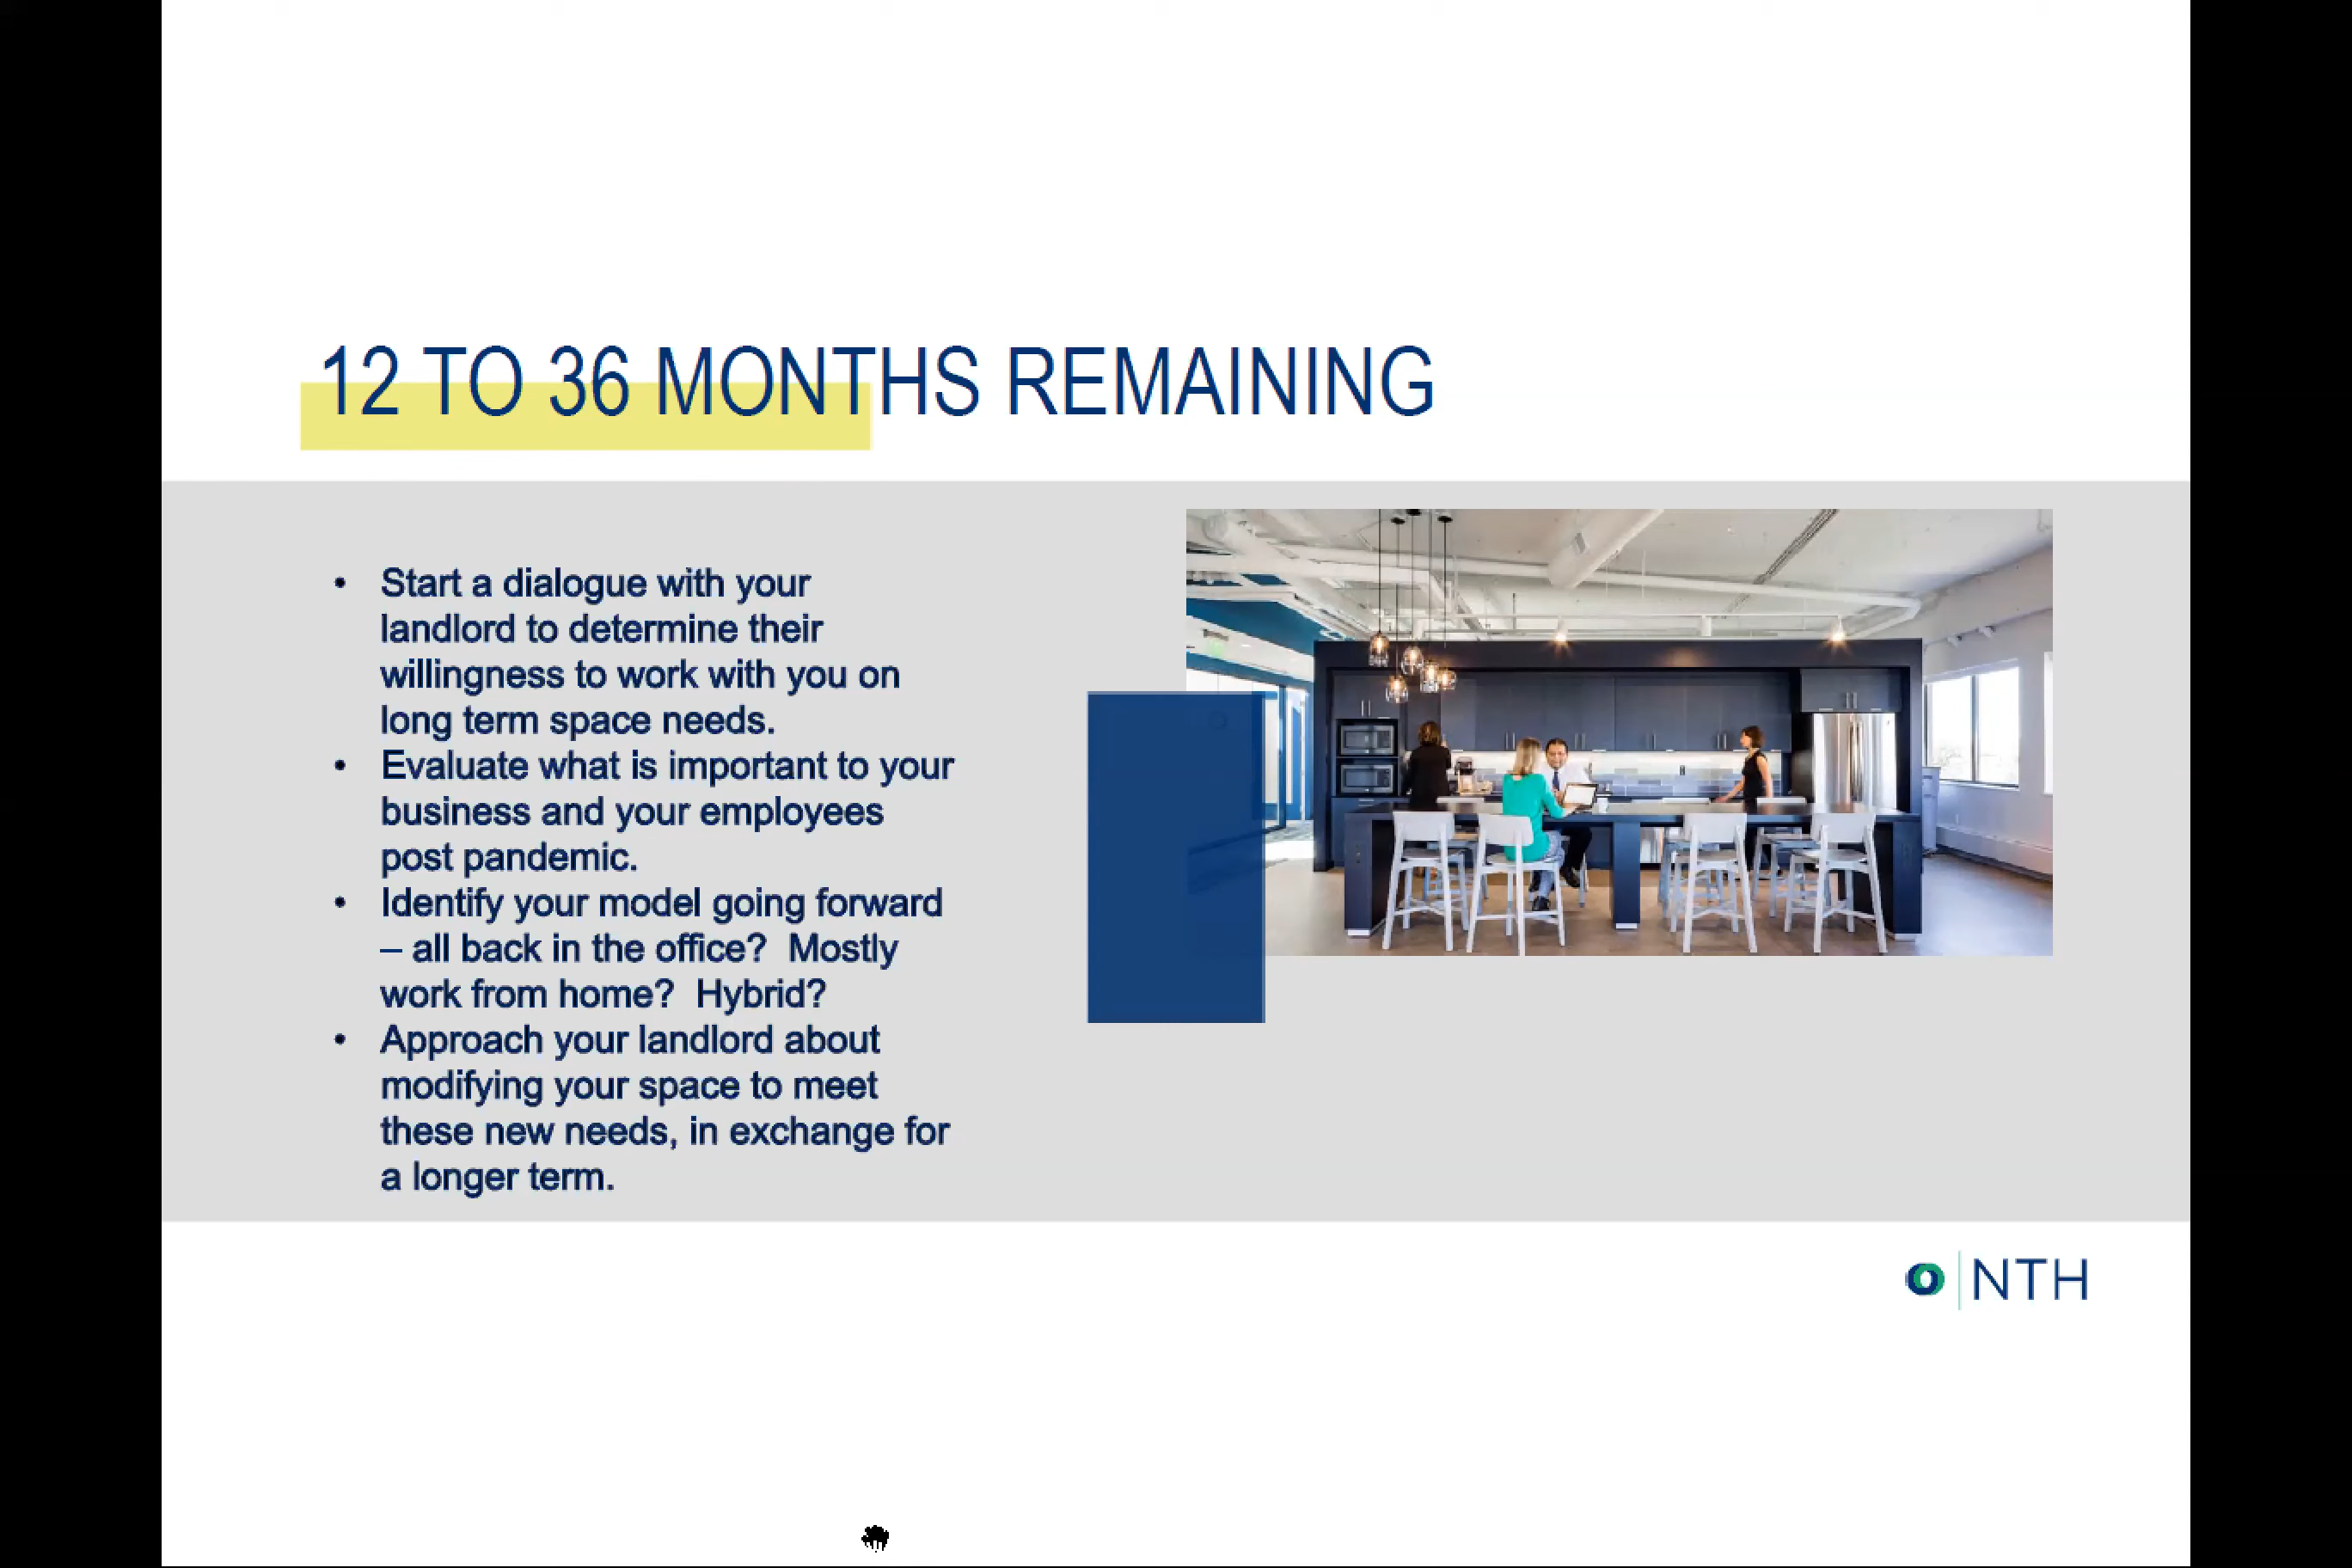 12 TO 36 MONTHS REMAINING
• Start a dialogue with your
landlord to determine their
willingness to work with you on
long term space needs.
• Evaluate what is important to your
business and your employees
post pandemic.
• Identify your model going forward
– all back in the office?  Mostly
work from home?  Hybrid?
• Approach your landlord about
modifying your space to meet
these new needs, in exchange for
a longer term.
NTH